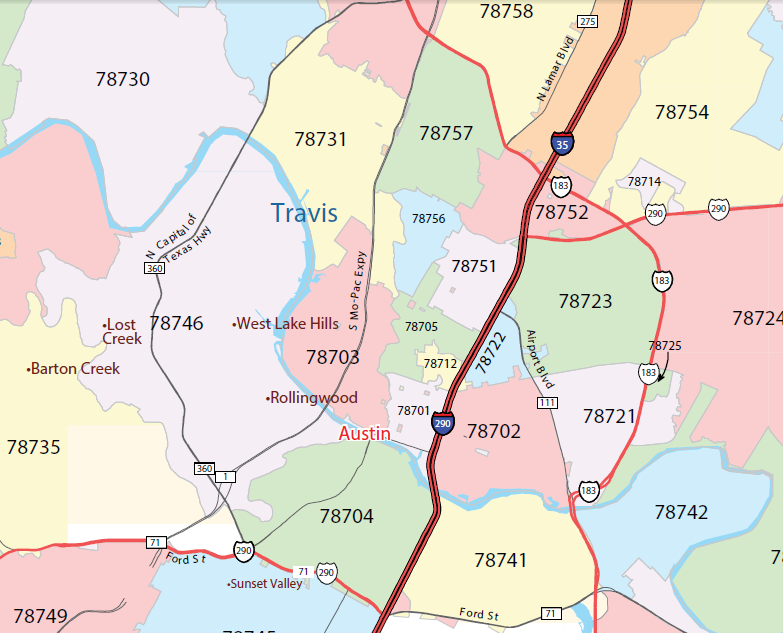 78758
275
N Lamar Blvd
78730
78754
78731
78757
35
183
78714
Travis
78756
78752
290
290
N Capital of
Texas Hwy
360
78751
183
S Mo-Pac Expy
78723
78746
•Lost
Creek
•West Lake Hills
78705
78722
Airport Blvd
78724
78725
78703
78712
•Barton Creek
183
•Rollingwood
78701
111
78721
Austin
290
78702
78735
360
1
183
78704
78742
71
Ford St
290
78741
71
290
•Sunset Valley
Ford St
71
78749
78745